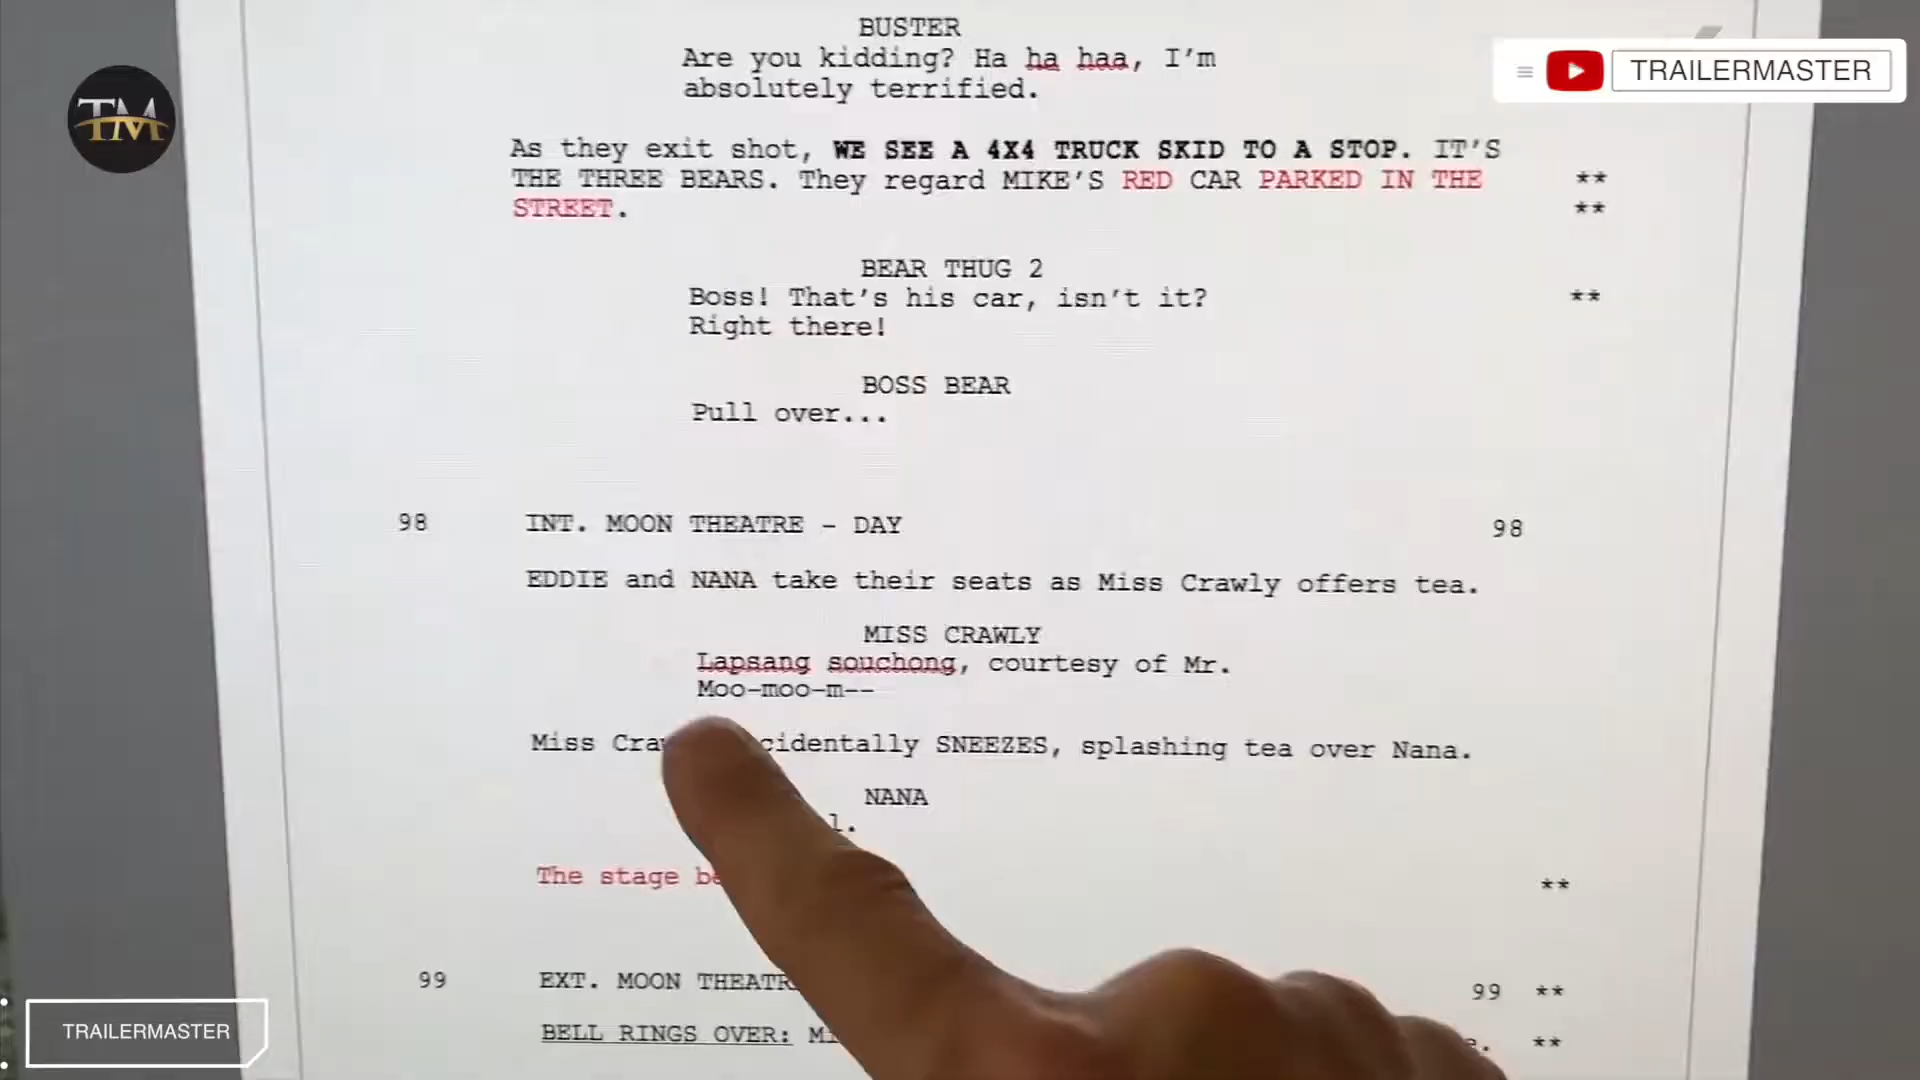 BUSTER
Are you kidding? Ha ha haa, I'm
absolutely terrified.
TM
TRAILERMASTER
As they exit shot, WE SEE A 4X4 TRUCK SKID TO A STOP. IT'S
THE THREE BEARS. They regard MIKE'S RED CAR PARKED IN THE **
STREET. **
BEAR THUG 2
Boss! That's his car, isn't it? **
Right there!
BOSS BEAR
Pull over...
98 INT. MOON THEATRE - DAY 98
EDDIE and NANA take their seats as Miss Crawly offers tea.
MISS CRAWLY
Lapsang souchong, courtesy of Mr.
Moo-moo-m--
Miss SNEEZES, splashing tea over Nana.
NANA
The stage **
99 EXT. MOON 99 **
BELL RINGS OVER: **
TRAILERMASTER